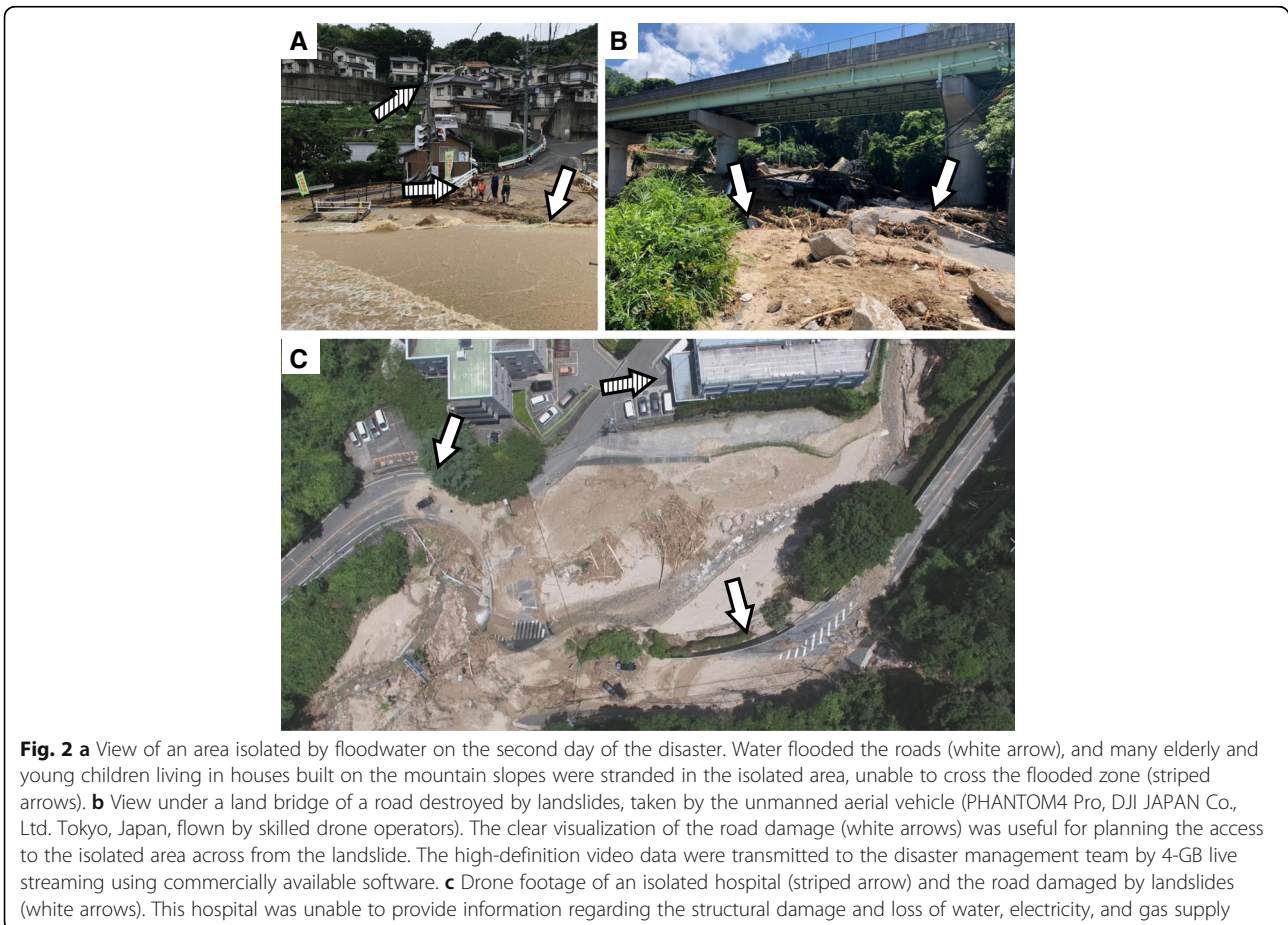 A
B
C
Fig. 2 a View of an area isolated by floodwater on the second day of the disaster. Water flooded the roads (white arrow), and many elderly and
young children living in houses built on the mountain slopes were stranded in the isolated area, unable to cross the flooded zone (striped
arrows). b View under a land bridge of a road destroyed by landslides, taken by the unmanned aerial vehicle (PHANTOM4 Pro, DJI JAPAN Co.,
Ltd. Tokyo, Japan, flown by skilled drone operators). The clear visualization of the road damage (white arrows) was useful for planning the access
to the isolated area across from the landslide. The high-definition video data were transmitted to the disaster management team by 4-GB live
streaming using commercially available software. c Drone footage of an isolated hospital (striped arrow) and the road damaged by landslides
(white arrows). This hospital was unable to provide information regarding the structural damage and loss of water, electricity, and gas supply